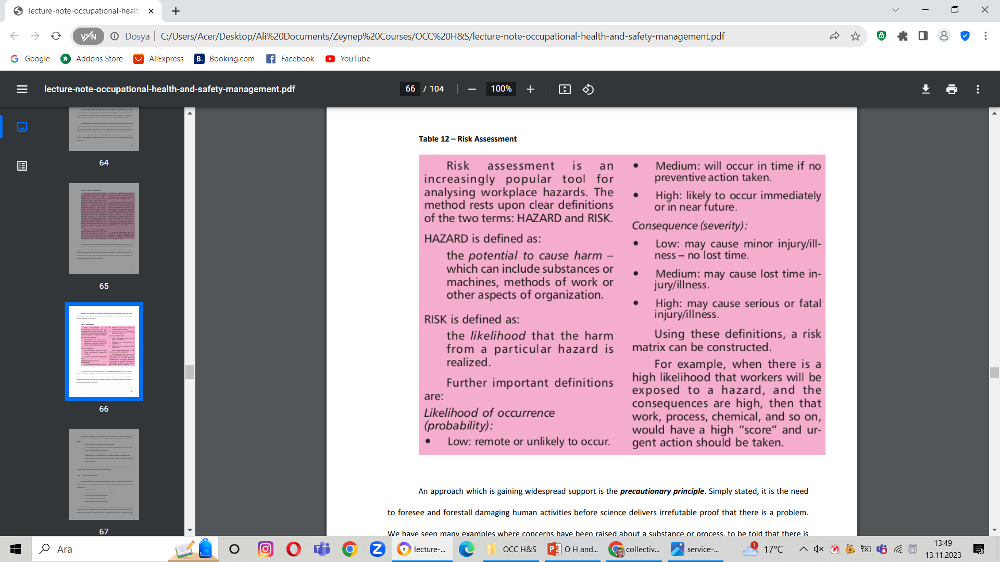 lecture-note-occupational-healt
VPN
Dosya
C:/Users/Acer/Desktop/Ali%20Documents/Zeynep%20Courses/OCC%20H&S/lecture-note-occupational-health-and-safety-management.pdf
Google
Addons Store
AliExpress
B. Booking.com
Facebook
YouTube
lecture-note-occupational-health-and-safety-management.pdf
66 / 104
100%
64
65
66
67
Table 12 – Risk Assessment
Risk assessment is an
increasingly popular tool for
analysing workplace hazards. The
method rests upon clear definitions
of the two terms: HAZARD and RISK.
HAZARD is defined as:
the potential to cause harm –
which can include substances or
machines, methods of work or
other aspects of organization.
RISK is defined as:
the likelihood that the harm
from a particular hazard is
realized.
Further important definitions
are:
Likelihood of occurrence
(probability):
• Low: remote or unlikely to occur.
• Medium: will occur in time if no
preventive action taken.
• High: likely to occur immediately
or in near future.
Consequence (severity):
• Low: may cause minor injury/ill-
ness – no lost time.
• Medium: may cause lost time in-
jury/illness.
• High: may cause serious or fatal
injury/illness.
Using these definitions, a risk
matrix can be constructed.
For example, when there is a
high likelihood that workers will be
exposed to a hazard, and the
consequences are high, then that
work, process, chemical, and so on,
would have a high “score” and ur-
gent action should be taken.
An approach which is gaining widespread support is the precautionary principle. Simply stated, it is the need
to foresee and forestall damaging human activities before science delivers irrefutable proof that there is a problem.
We have seen many examples where concerns have been raised about a substance or process, to be told that there is
Ara
lecture-...
OCC H&S
O H and...
collectiv...
service-...
1
17°C
13:49
13.11.2023